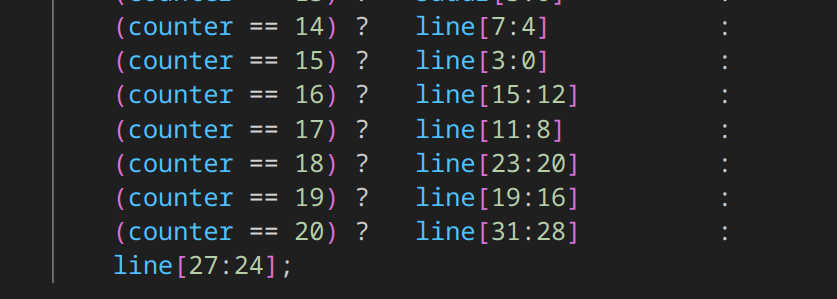 (counter == 14) ? line[7:4] :
(counter == 15) ? line[3:0] :
(counter == 16) ? line[15:12] :
(counter == 17) ? line[11:8] :
(counter == 18) ? line[23:20] :
(counter == 19) ? line[19:16] :
(counter == 20) ? line[31:28] :
line[27:24];